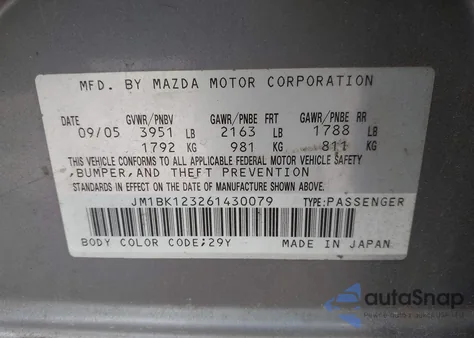 MFD. BY MAZDA MOTOR CORPORATION
DATE GVWR/PNBV GAWR/PNBE FRT GAWR/PNBE RR
09/05 3951 LB 2163 LB 1788 LB
1792 KG 981 KG 811 KG
THIS VEHICLE CONFORMS TO ALL APPLICABLE FEDERAL MOTOR VEHICLE SAFETY
,BUMPER, AND THEFT PREVENTION
STANDARDS IN EFFECT ON THE DATE OF MANUFACTURE SHOWN ABOVE.
JM1BK123261430079 TYPE:PASSENGER
BODY COLOR CODE;29Y MADE IN JAPAN
autoSnap